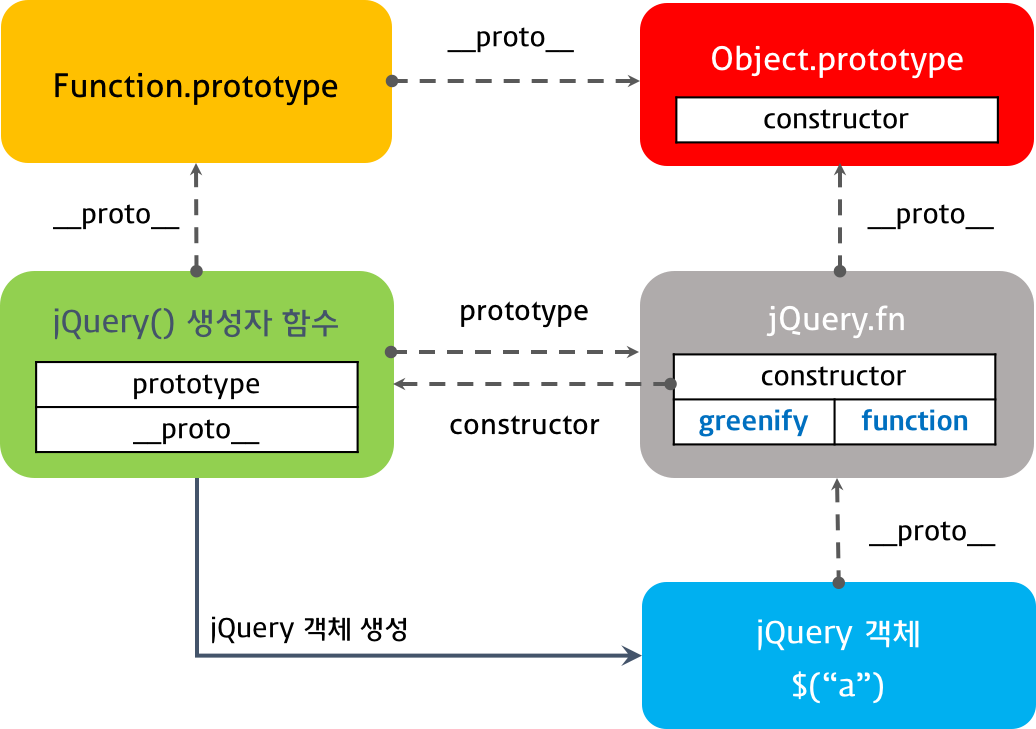 __proto__
Function.prototype
Object.prototype
constructor
__proto__
__proto__
jQuery() 생성자 함수
prototype
__proto__
prototype
constructor
jQuery.fn
constructor
greenify function
__proto__
jQuery 객체 생성
jQuery 객체
$(“a”)